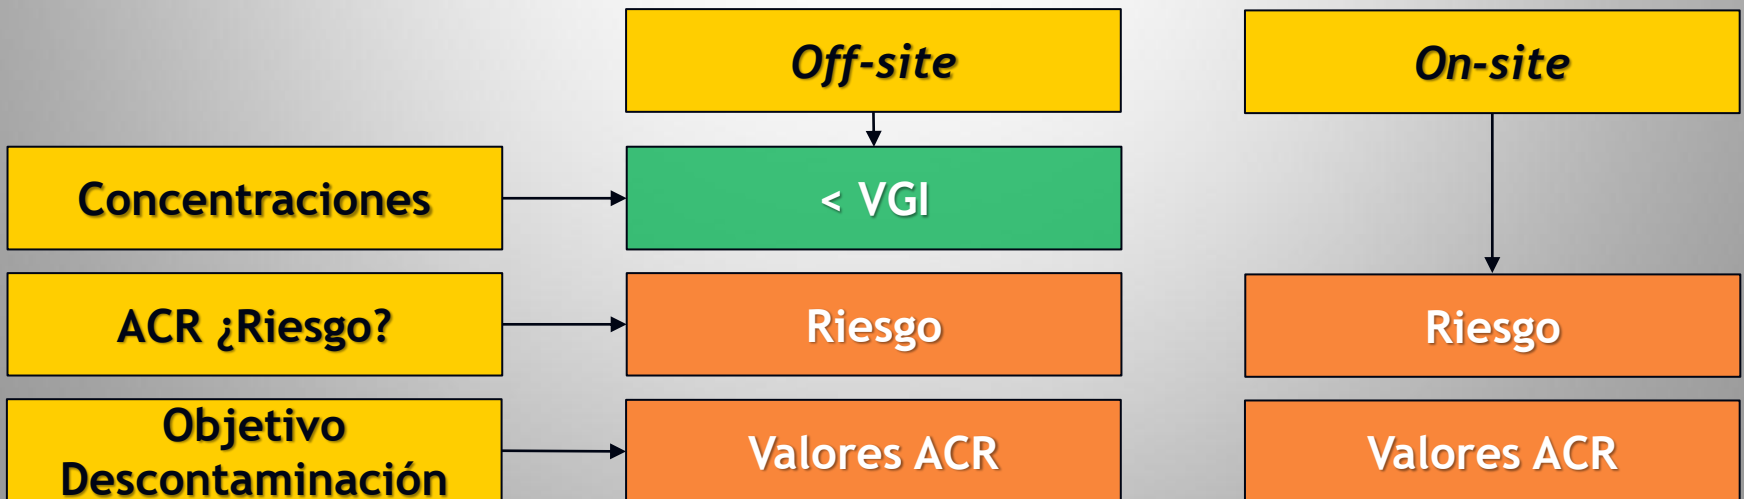 Off-site
On-site
Concentraciones
< VGI
ACR ¿Riesgo?
Riesgo
Riesgo
Objetivo
Descontaminación
Valores ACR
Valores ACR